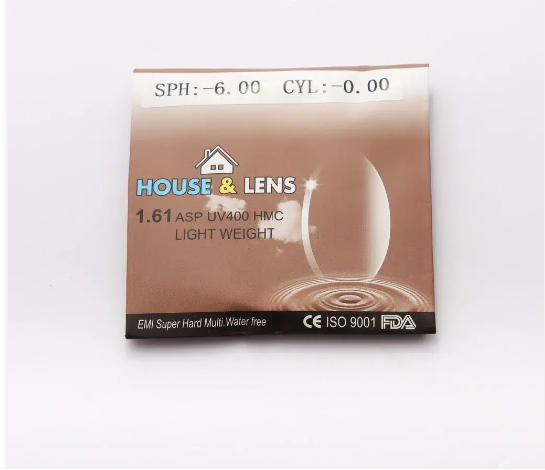 SPH:-6.00 CYL:-0.00
HOUSE & LENS
1.61 ASP UV400 HMC
LIGHT WEIGHT
EMI Super Hard Multi.Water free CE ISO 9001 FDA